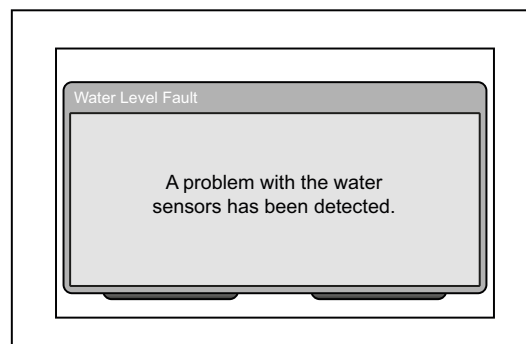 Water Level Fault
A problem with the water
sensors has been detected.